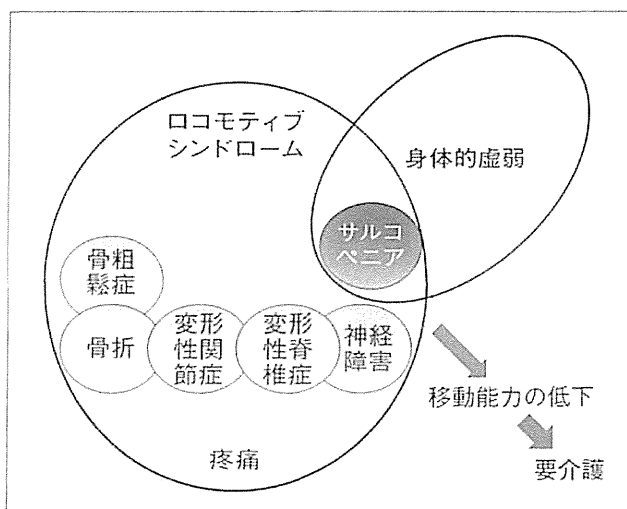 ロコモティブ
シンドローム
身体的虚弱
サルコ
ペニア
骨粗
鬆症
骨折
変形
性関
節症
変形
性脊
椎症
神経
障害
移動能力の低下
疼痛
要介護